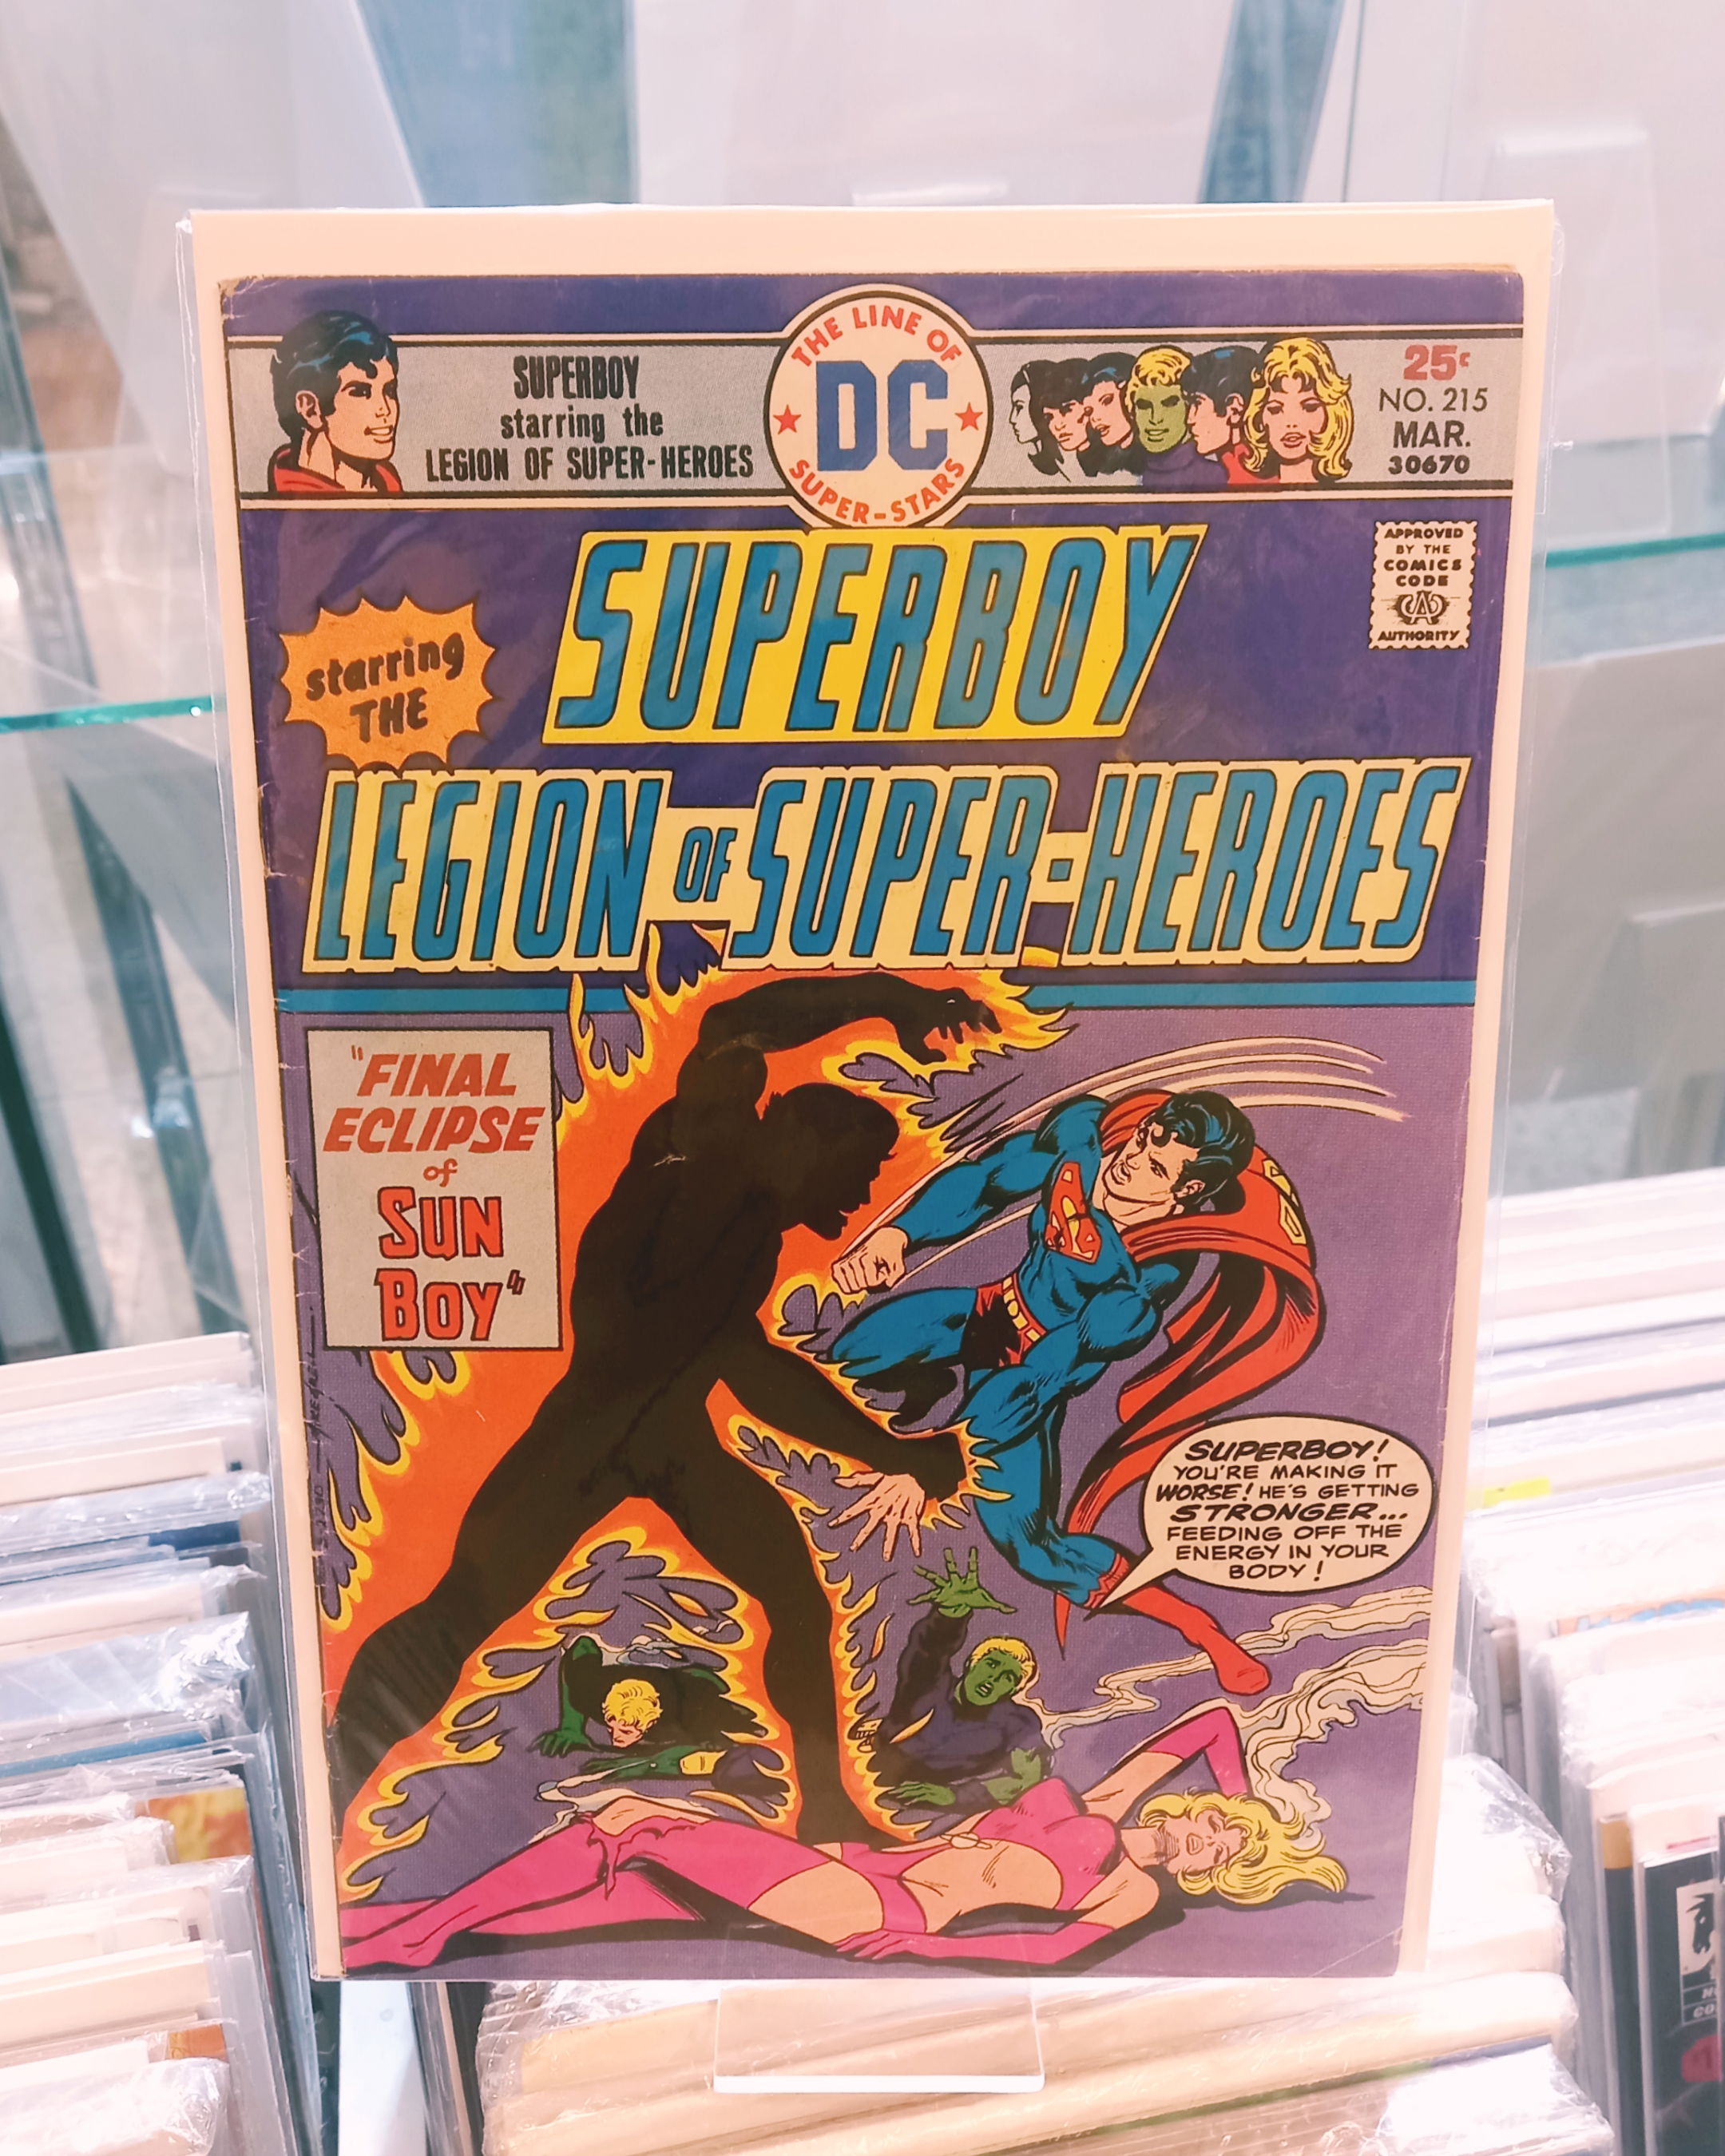 SUPERBOY
starring the
LEGION OF SUPER-HEROES
THE LINE OF
DC
SUPER-STARS
25¢
NO. 215
MAR.
30670
APPROVED
BY THE
COMICS
CODE
CA
AUTHORITY
SUPERBOY
starring
THE
LEGION OF SUPER-HEROES
"FINAL
ECLIPSE
of
SUN
BOY"
SUPERBOY!
YOU'RE MAKING IT
WORSE! HE'S GETTING
STRONGER...
FEEDING OFF THE
ENERGY IN YOUR
BODY!